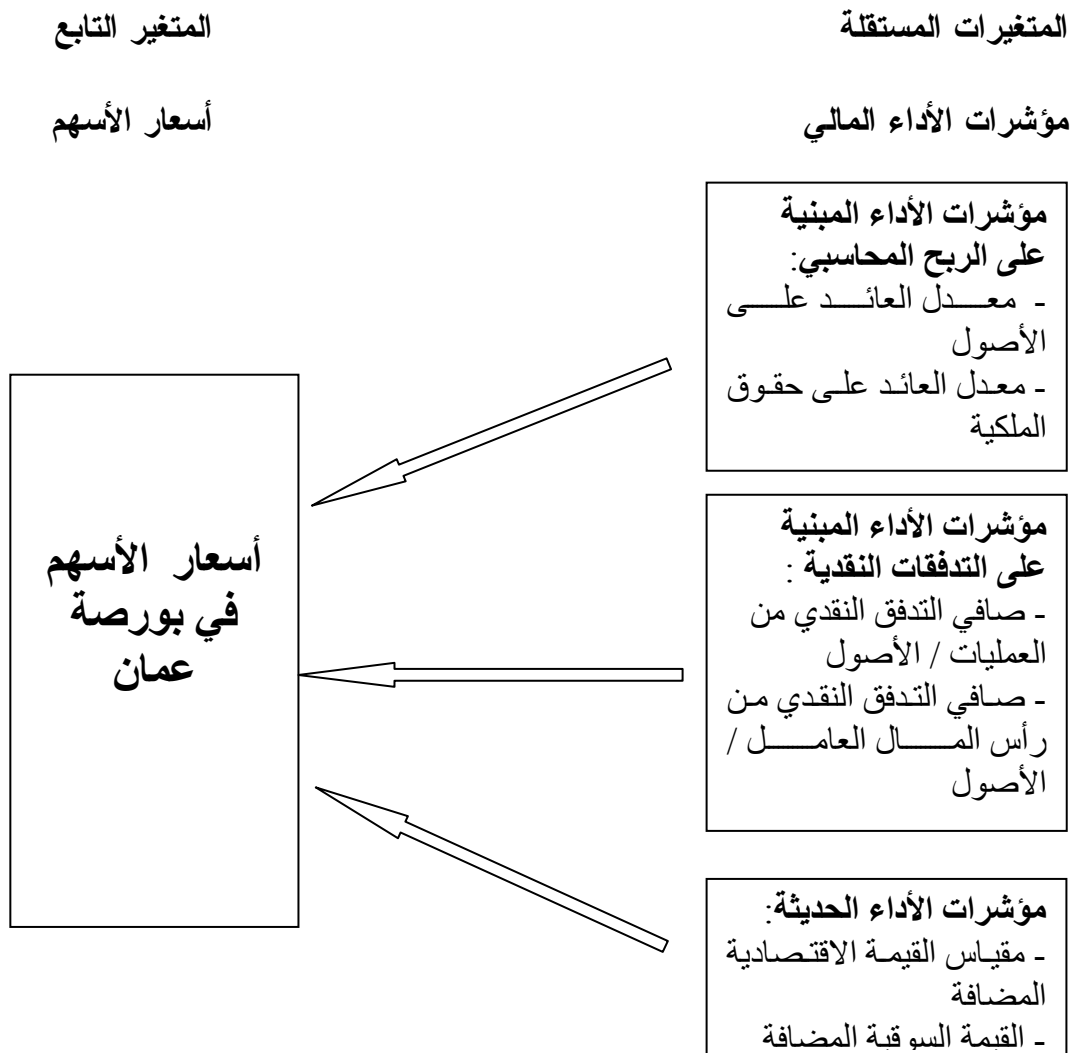 المتغيرات المستقلة
المتغير التابع
مؤشرات الأداء المالي
أسعار الأسهم
مؤشرات الأداء المبنية
على الربح المحاسبي:
- معدل العائد على
الأصول
- معدل العائد على حقوق
الملكية
مؤشرات الأداء المبنية
على التدفقات النقدية :
- صافي التدفق النقدي من
العمليات / الأصول
- صافي التدفق النقدي من
رأس المال العامل /
الأصول
مؤشرات الأداء الحديثة:
- مقياس القيمة الاقتصادية
المضافة
- القيمة السوقية المضافة
أسعار الأسهم
في بورصة
عمان